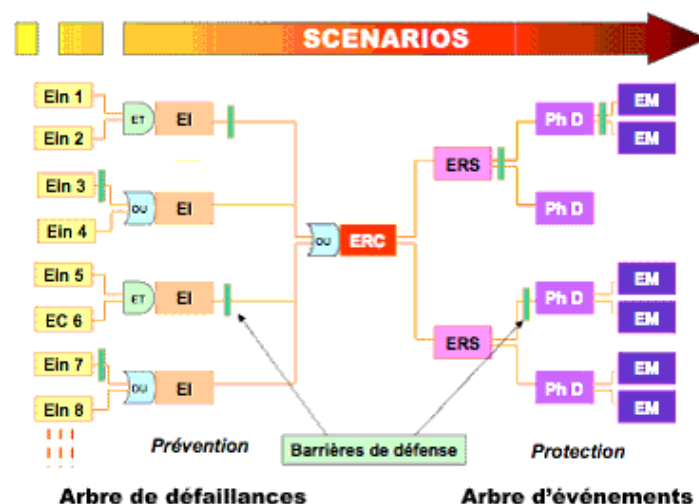 SCENARIOS
Ein 1
Ein 2
ET
EI
Ein 3
Ein 4
OU
EI
Ein 5
EC 6
ET
EI
Ein 7
Ein 8
OU
EI
OU
ERC
ERS
ERS
Ph D
Ph D
Ph D
Ph D
EM
EM
EM
EM
EM
EM
Prévention
Barrières de défense
Protection
Arbre de défaillances
Arbre d'événements